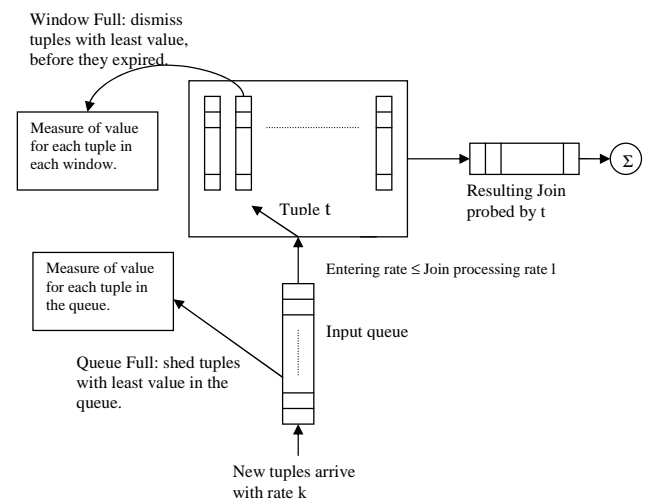 Window Full: dismiss
tuples with least value,
before they expired.
Measure of value
for each tuple in
each window.
Tuple t
Resulting Join
probed by t
Σ
Measure of value
for each tuple in
the queue.
Entering rate ≤ Join processing rate l
Input queue
Queue Full: shed tuples
with least value in the
queue.
New tuples arrive
with rate k